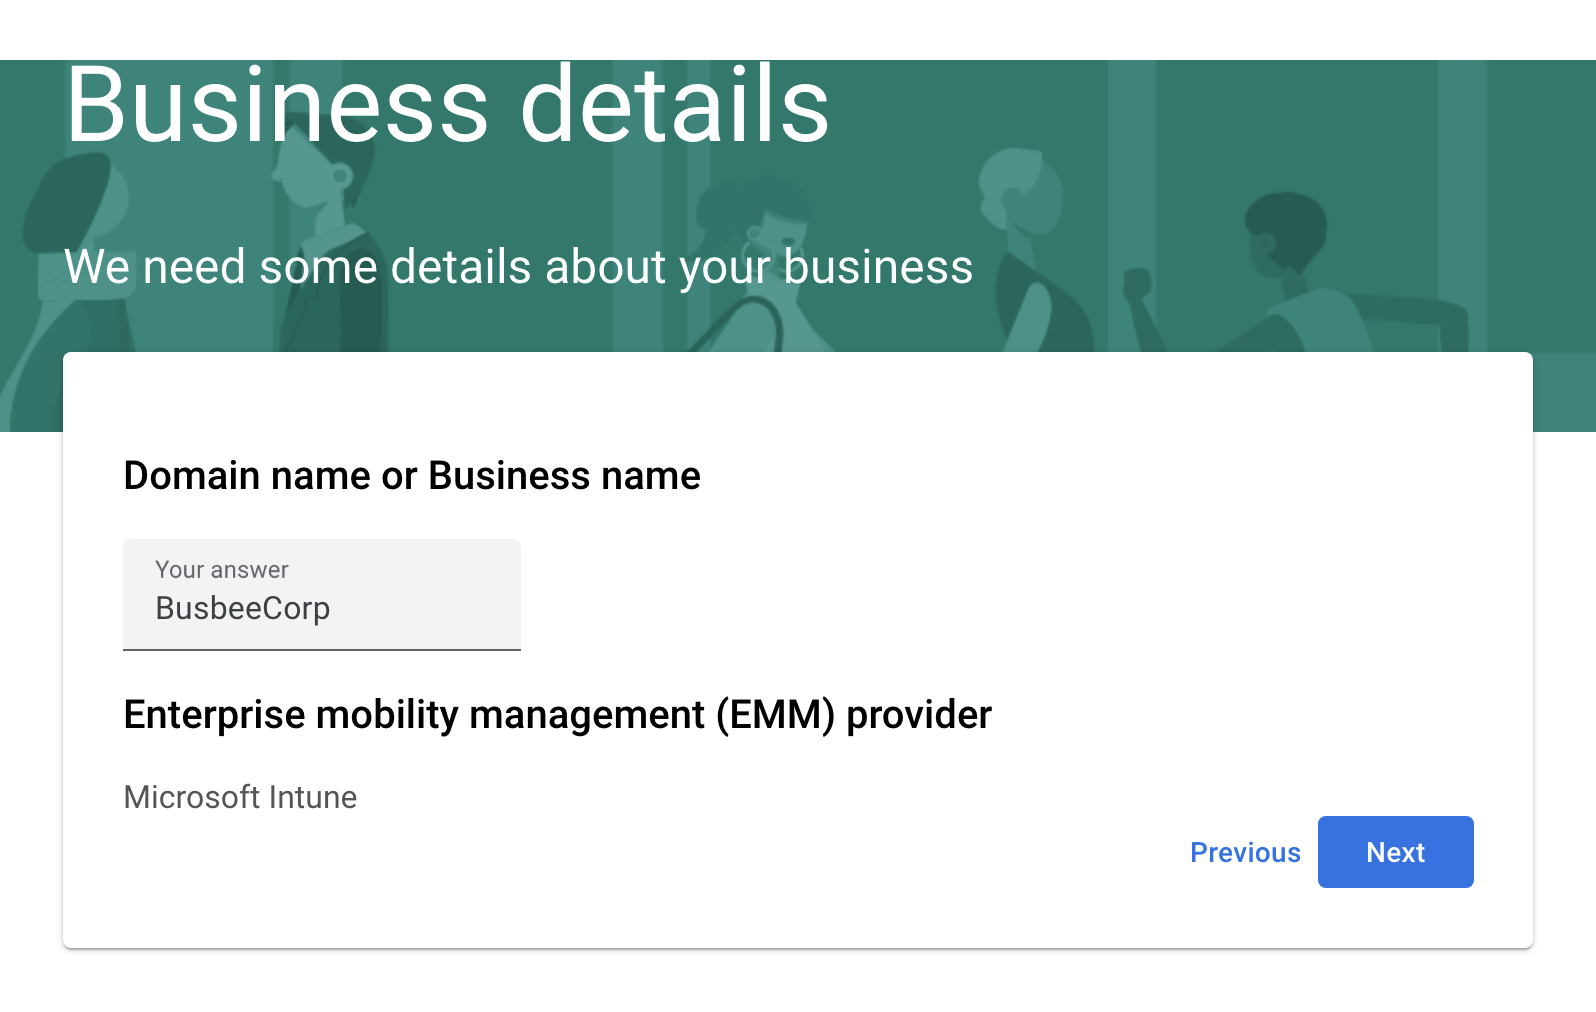 Business details
We need some details about your business
Domain name or Business name
Your answer
BusbeeCorp
Enterprise mobility management (EMM) provider
Microsoft Intune
Previous
Next